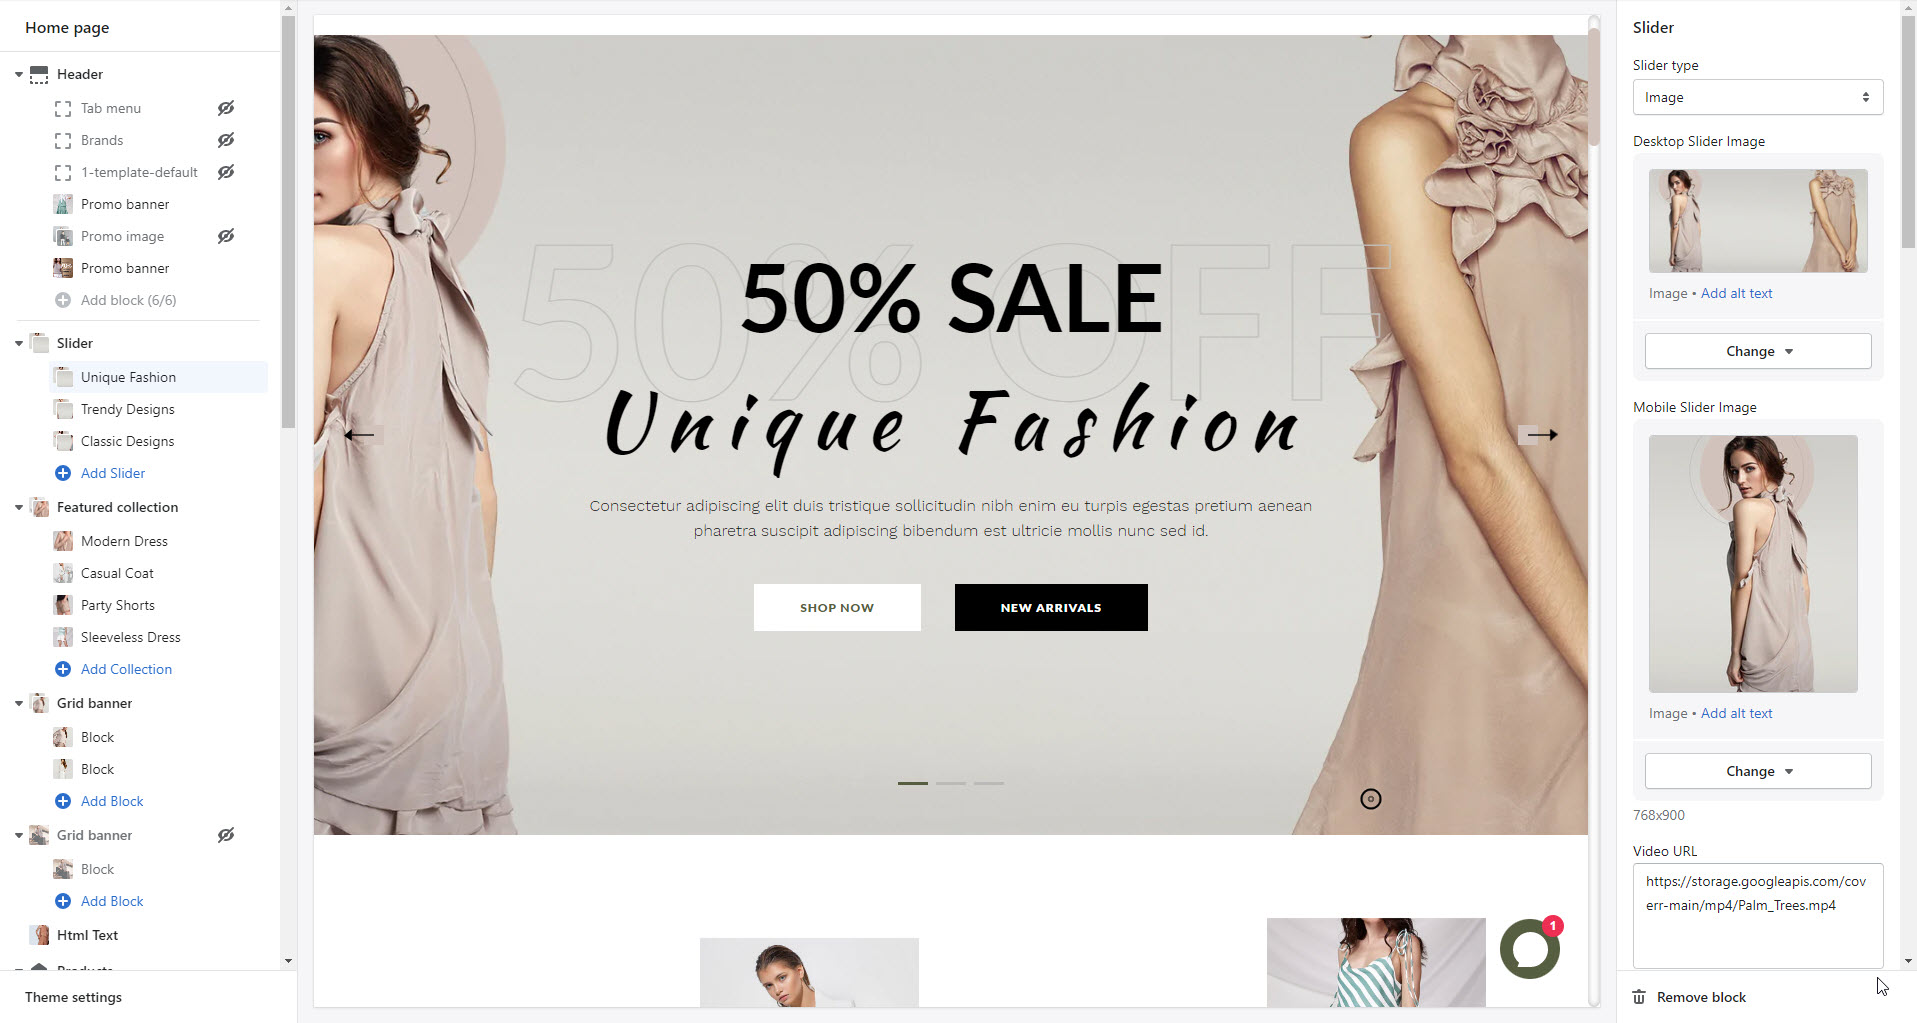 Home page
Header
Tab menu
Brands
1-template-default
Promo banner
Promo image
Promo banner
Add block (6/6)
Slider
Unique Fashion
Trendy Designs
Classic Designs
Add Slider
Featured collection
Modern Dress
Casual Coat
Party Shorts
Sleeveless Dress
Add Collection
Grid banner
Block
Block
Add Block
Grid banner
Block
Add Block
Html Text
Products
Theme settings
50% OFF
50% SALE
Unique Fashion
Consectetur adipiscing elit duis tristique sollicitudin nibh enim eu turpis egestas pretium aenean
pharetra suscipit adipiscing bibendum est ultricie mollis nunc sed id.
SHOP NOW
NEW ARRIVALS
1
Slider
Slider type
Image
Desktop Slider Image
Image • Add alt text
Change
Mobile Slider Image
Image • Add alt text
Change
768x900
Video URL
https://storage.googleapis.com/cov
err-main/mp4/Palm_Trees.mp4
Remove block